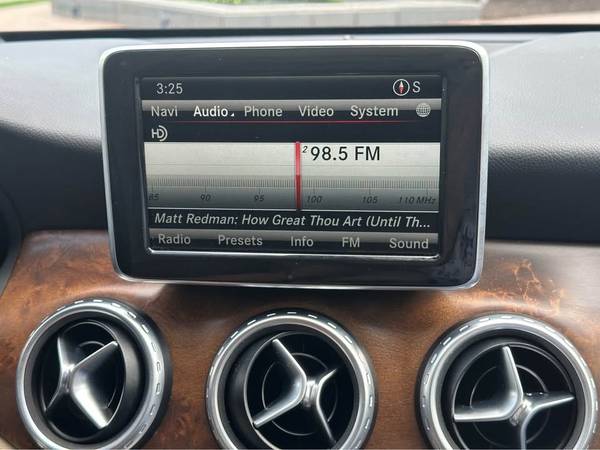 3:25 S
Navi Audio Phone Video System
HD
2 98.5 FM
85 90 95 100 105 110 MHz
Matt Redman: How Great Thou Art (Until Th...
Radio Presets Info FM Sound